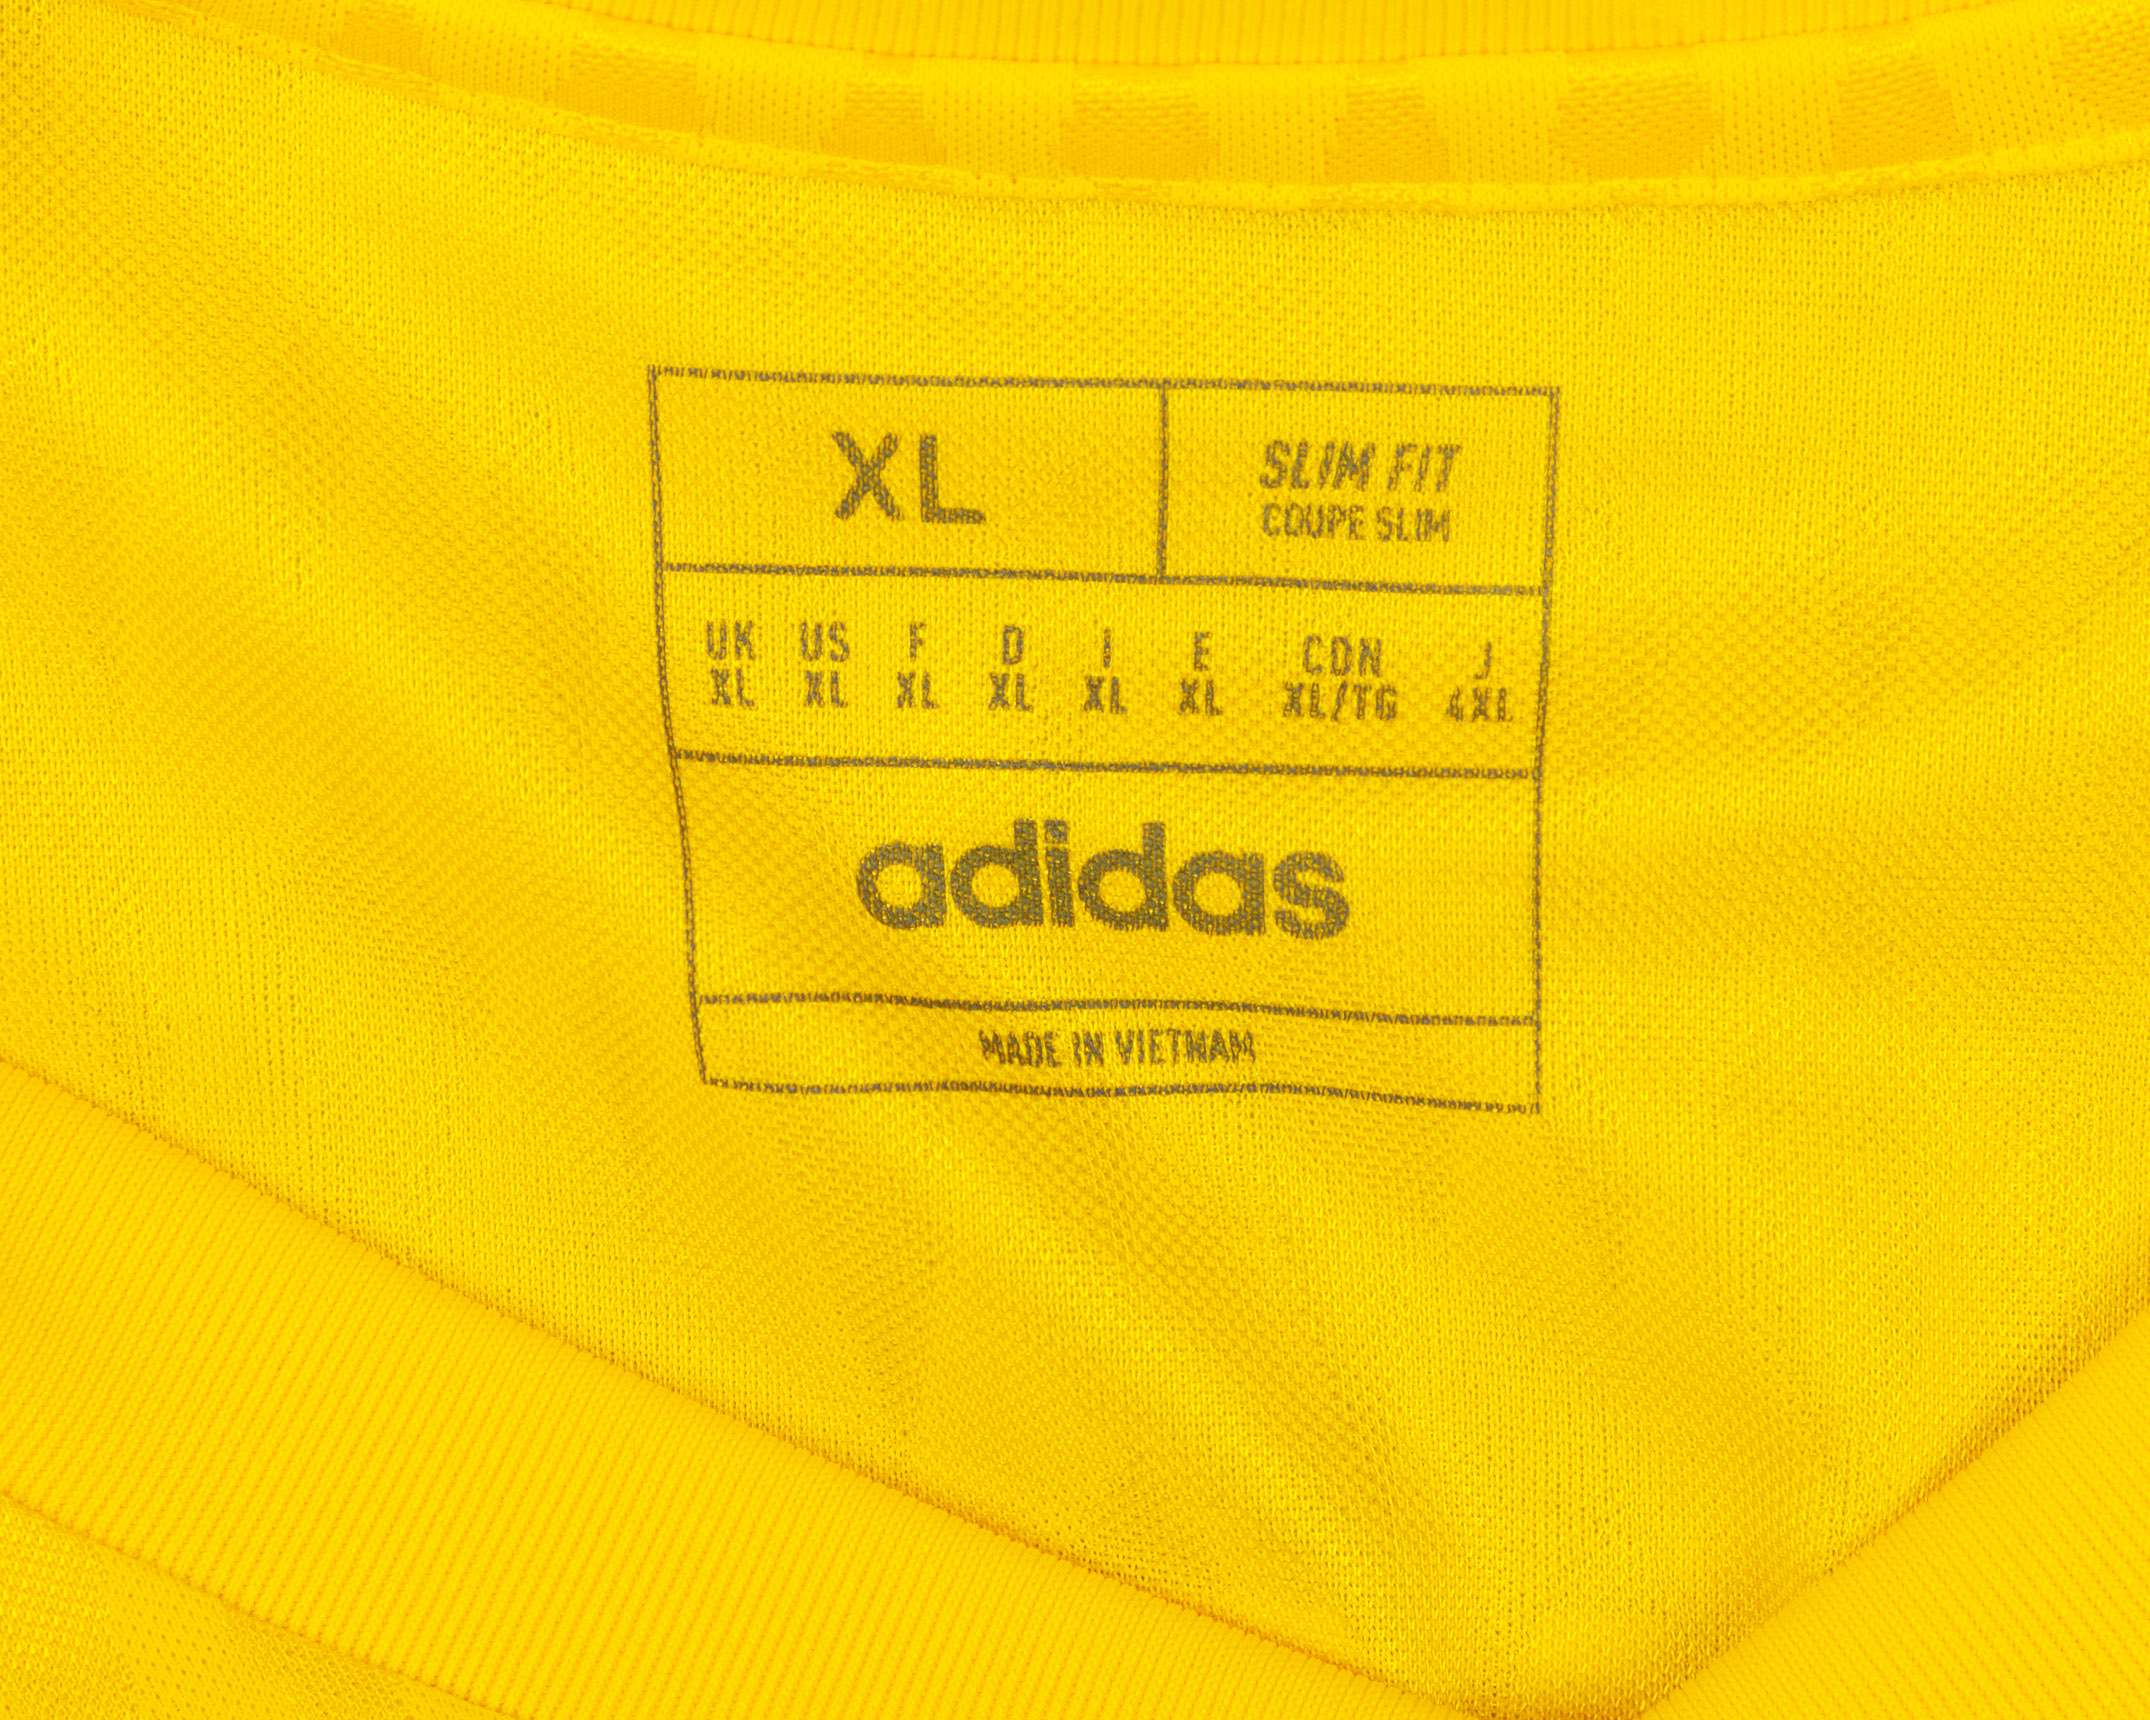 XL
SLIM FIT
COUPE SLIM
UK US F D I E CDN J
XL XL XL XL XL XL XL/TG 4XL
adidas
MADE IN VIETNAM